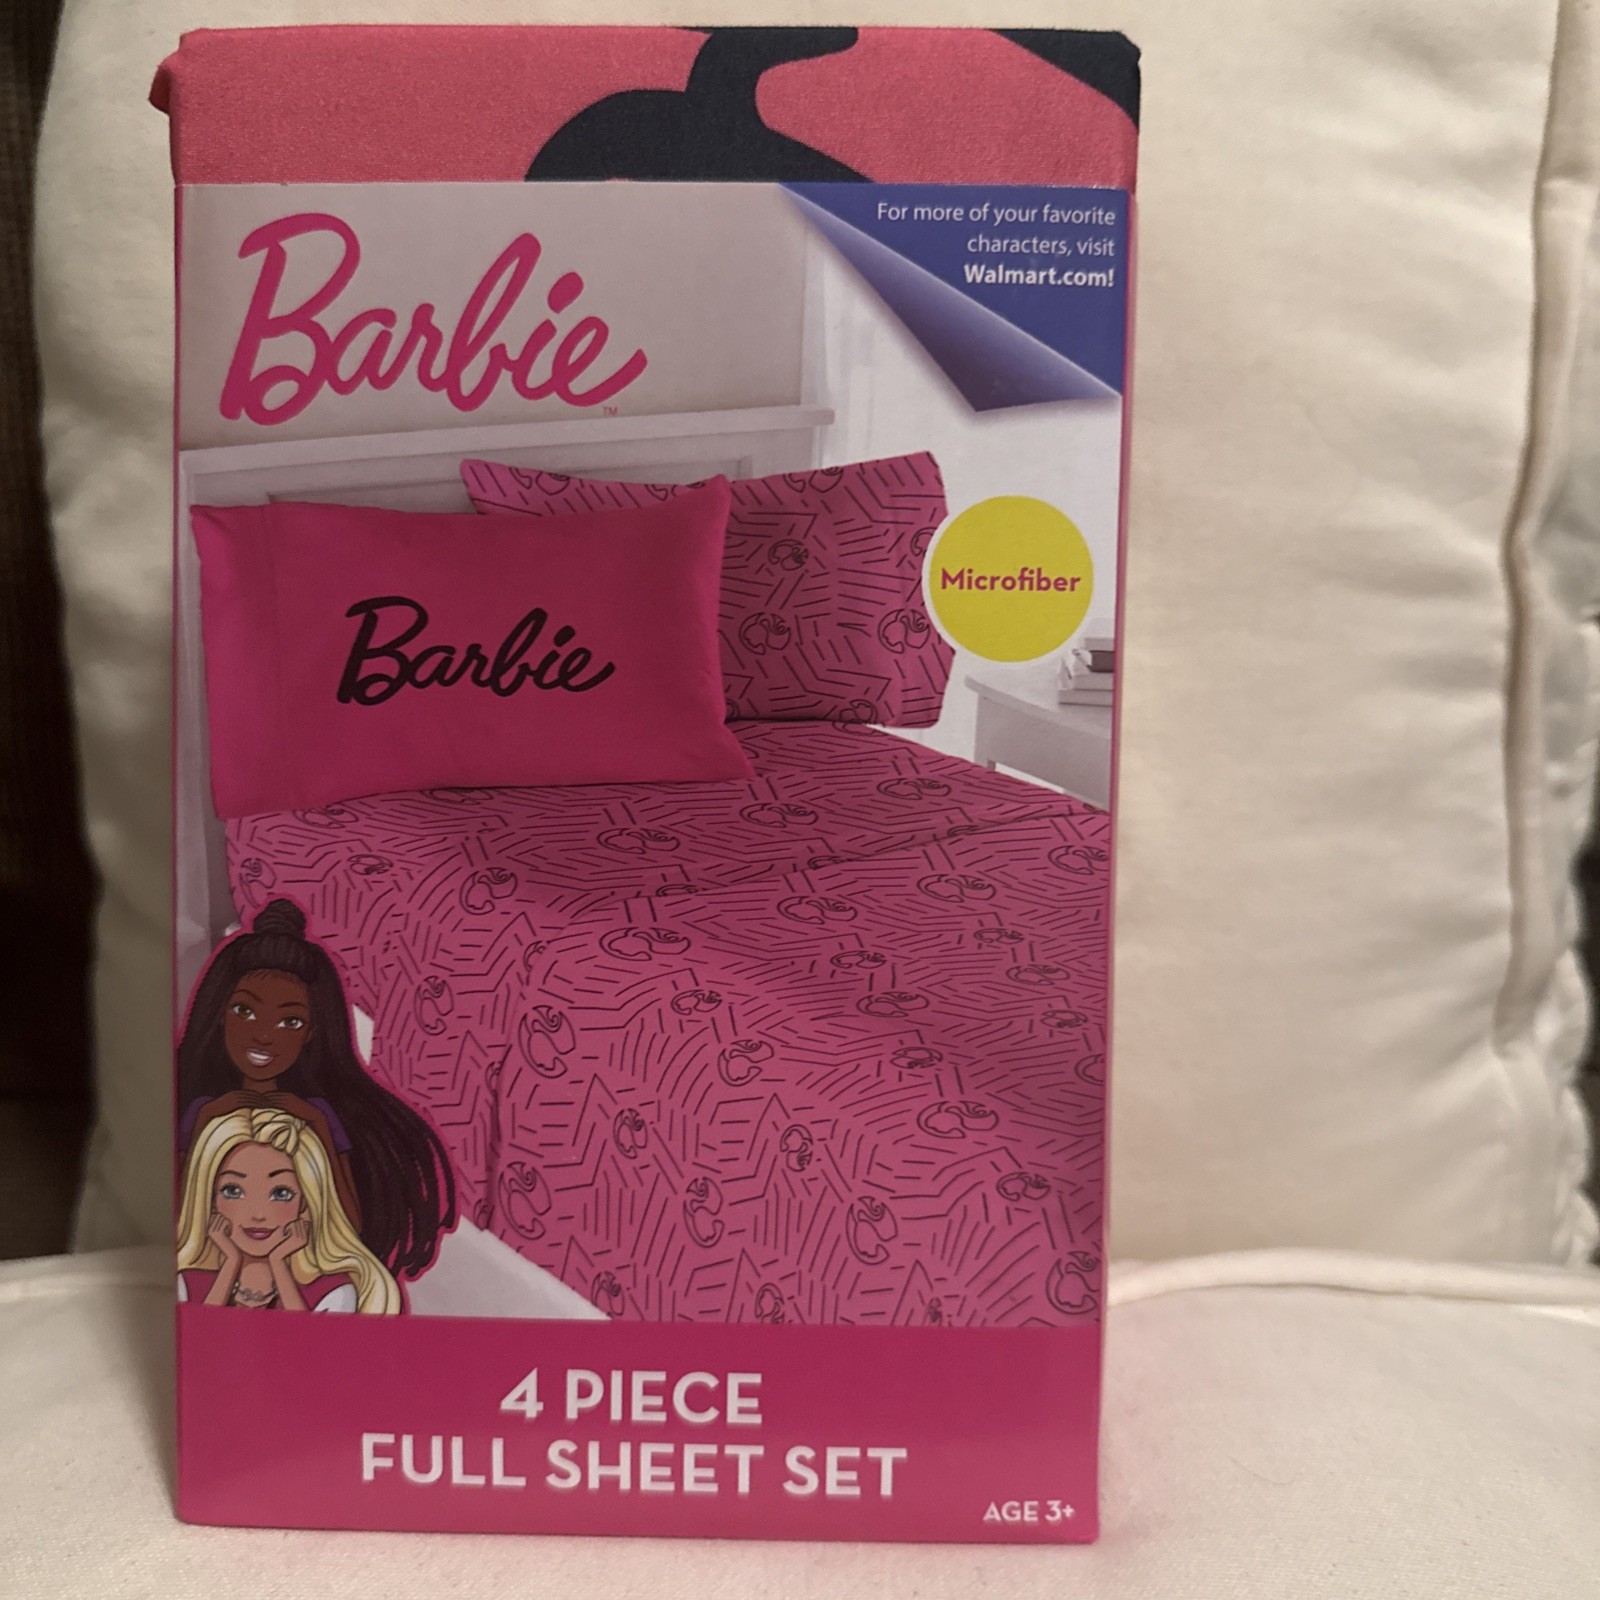 For more of your favorite
characters, visit
Walmart.com!
Barbie
TM
Barbie
Microfiber
4 PIECE
FULL SHEET SET
AGE 3+